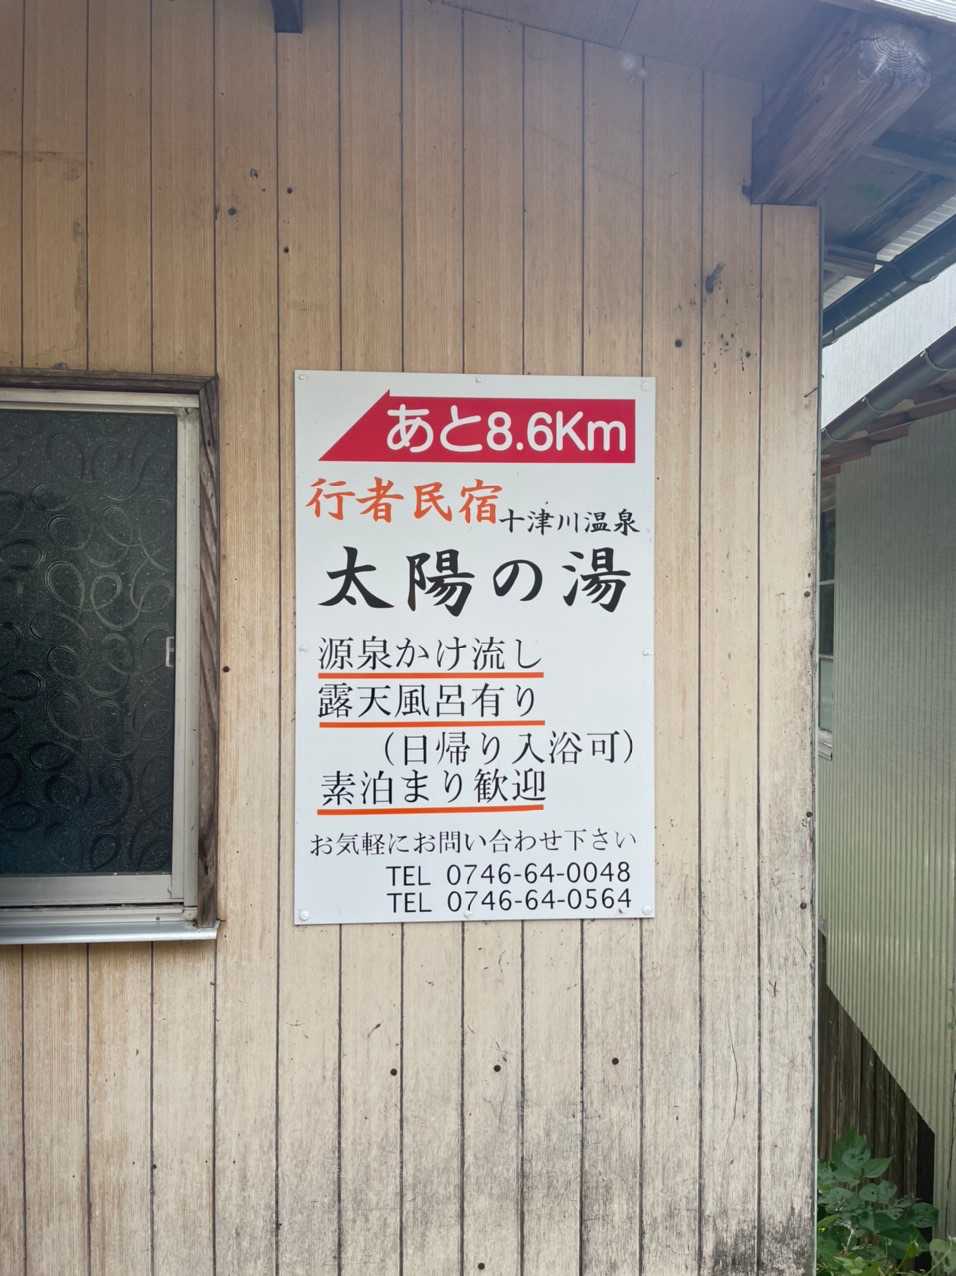 あと8.6Km
行者民宿 十津川温泉
太陽の湯
源泉かけ流し
露天風呂有り
（日帰り入浴可）
素泊まり歓迎
お気軽にお問い合わせ下さい
TEL 0746-64-0048
TEL 0746-64-0564